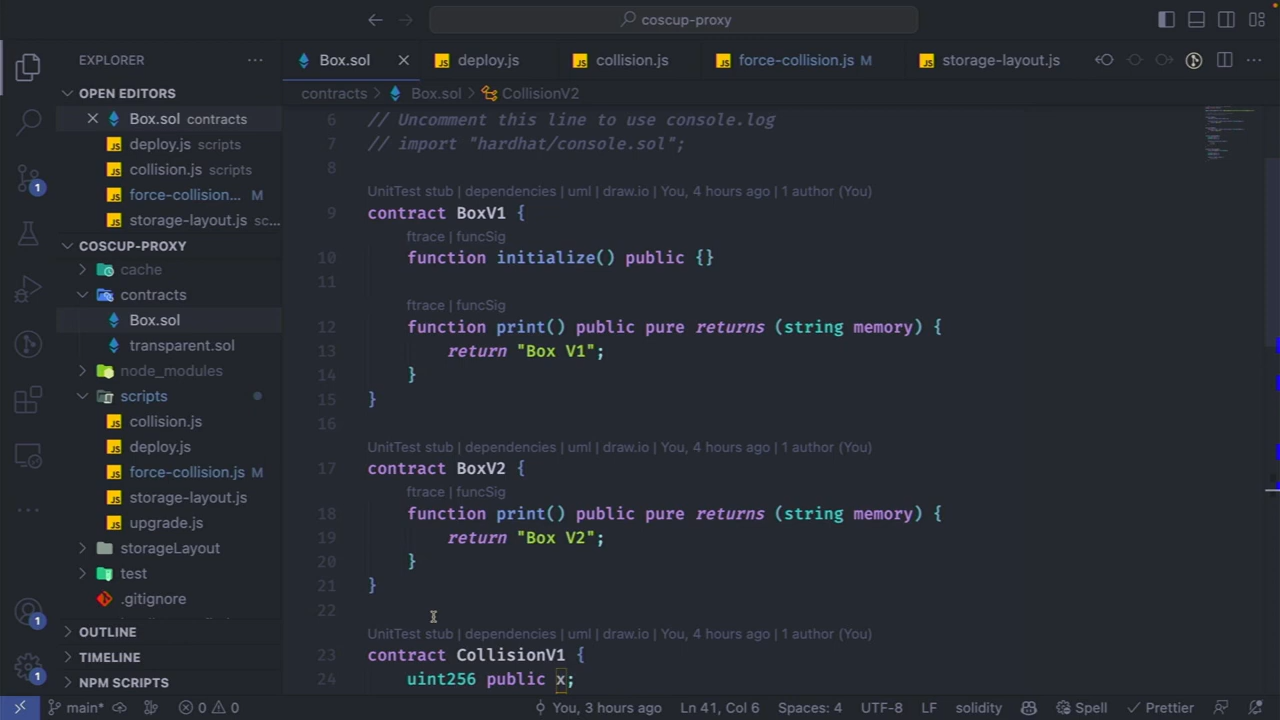 coscup-proxy
EXPLORER
OPEN EDITORS
Box.sol contracts
deploy.js scripts
collision.js scripts
force-collision... M
storage-layout.js sc...
COSCUP-PROXY
cache
contracts
Box.sol
transparent.sol
node_modules
scripts
collision.js
deploy.js
force-collision.js M
storage-layout.js
upgrade.js
storageLayout
test
.gitignore
OUTLINE
TIMELINE
NPM SCRIPTS
1
1
1
Box.sol
deploy.js
collision.js
force-collision.js M
storage-layout.js
contracts > Box.sol > CollisionV2
6 // Uncomment this line to use console.log
7 // import "hardhat/console.sol";
8
UnitTest stub | dependencies | uml | draw.io | You, 4 hours ago | 1 author (You)
9 contract BoxV1 {
ftrace | funcSig
10 function initialize() public {}
11
ftrace | funcSig
12 function print() public pure returns (string memory) {
13 return "Box V1";
14 }
15 }
16
UnitTest stub | dependencies | uml | draw.io | You, 4 hours ago | 1 author (You)
17 contract BoxV2 {
ftrace | funcSig
18 function print() public pure returns (string memory) {
19 return "Box V2";
20 }
21 }
22
UnitTest stub | dependencies | uml | draw.io | You, 4 hours ago | 1 author (You)
23 contract CollisionV1 {
24 uint256 public x;
main* 0 0 You, 3 hours ago Ln 41, Col 6 Spaces: 4 UTF-8 LF solidity Spell Prettier